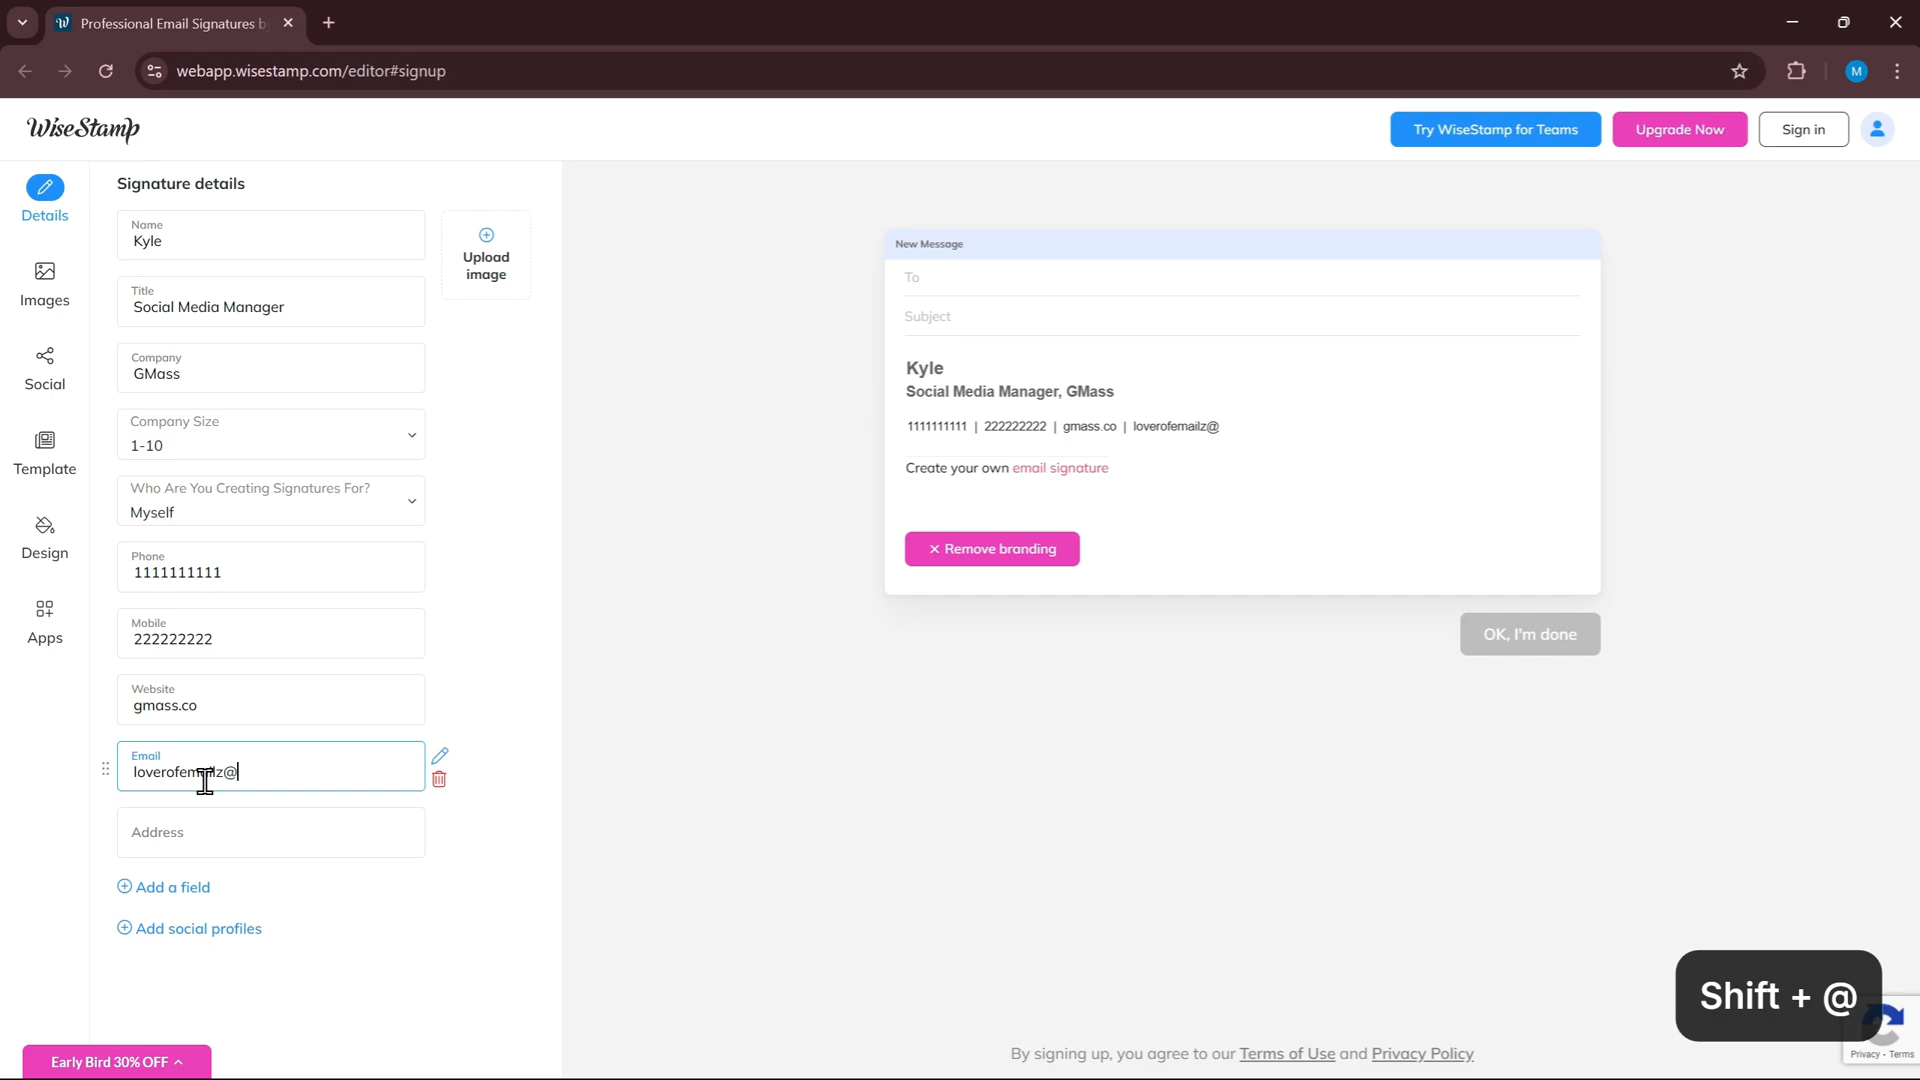 Professional Email Signatures b
webapp.wisestamp.com/editor#signup
M
WiseStamp
Try WiseStamp for Teams
Upgrade Now
Sign in
Details
Images
Social
Template
Design
Apps
Signature details
Name
Kyle
Upload
image
Title
Social Media Manager
Company
GMass
Company Size
1-10
Who Are You Creating Signatures For?
Myself
Phone
1111111111
Mobile
222222222
Website
gmass.co
Email
loverofemailz@
Address
Add a field
Add social profiles
Early Bird 30% OFF
New Message
To
Subject
Kyle
Social Media Manager, GMass
1111111111 | 222222222 | gmass.co | loverofemailz@
Create your own email signature
× Remove branding
OK, I'm done
By signing up, you agree to our Terms of Use and Privacy Policy
Shift + @
Privacy - Terms